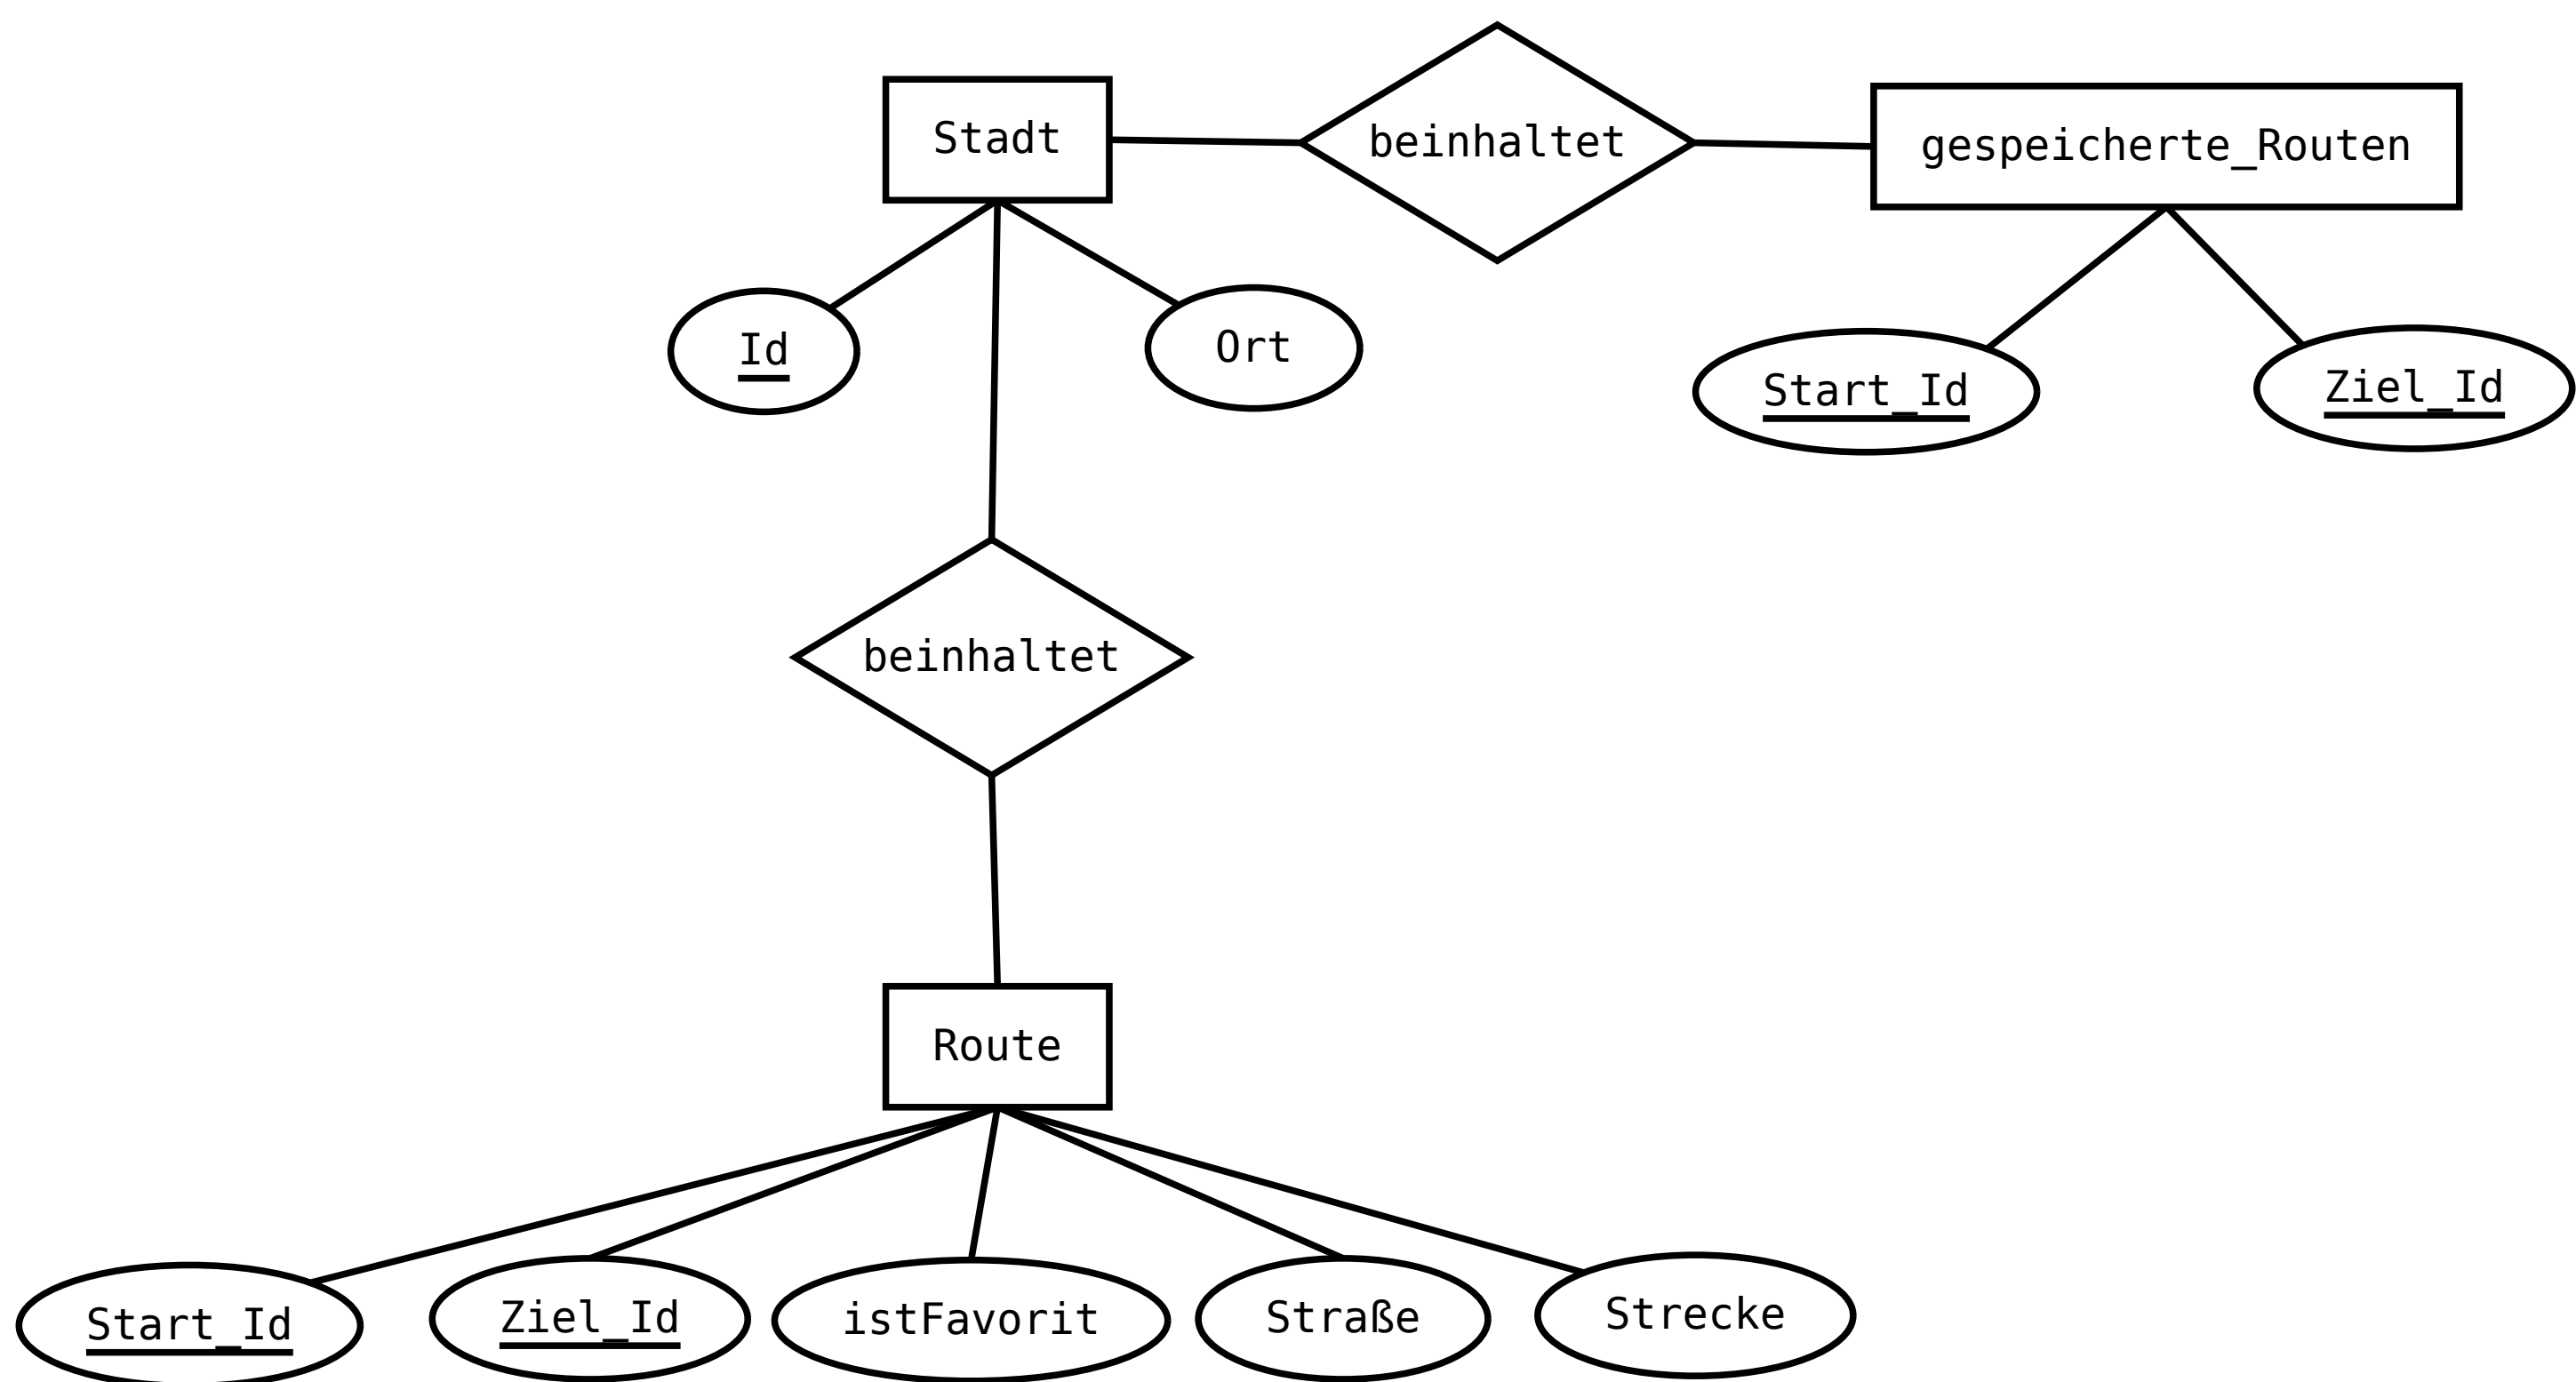 Stadt
beinhaltet
gespeicherte_Routen
Id
Ort
Start_Id
Ziel_Id
beinhaltet
Route
Start_Id
Ziel_Id
istFavorit
Straße
Strecke